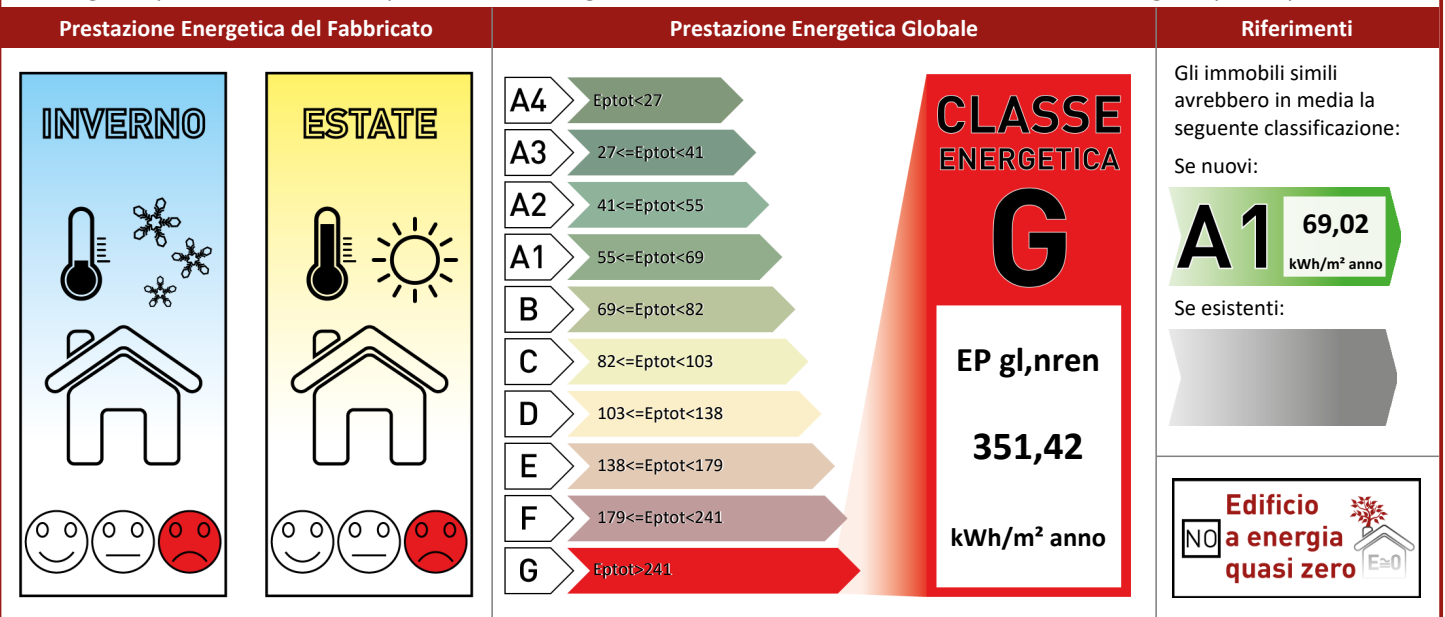 Prestazione Energetica del Fabbricato
Prestazione Energetica Globale
Riferimenti
INVERNO
ESTATE
A4
Eptot<27
A3
27<=Eptot<41
A2
41<=Eptot<55
A1
55<=Eptot<69
B
69<=Eptot<82
C
82<=Eptot<103
D
103<=Eptot<138
E
138<=Eptot<179
F
179<=Eptot<241
G
Eptot>241
CLASSE
ENERGETICA
G
EP gl,nren
351,42
kWh/m² anno
Gli immobili simili
avrebbero in media la
seguente classificazione:
Se nuovi:
A1
69,02
kWh/m² anno
Se esistenti:
Edificio
NO a energia
quasi zero
E≅0